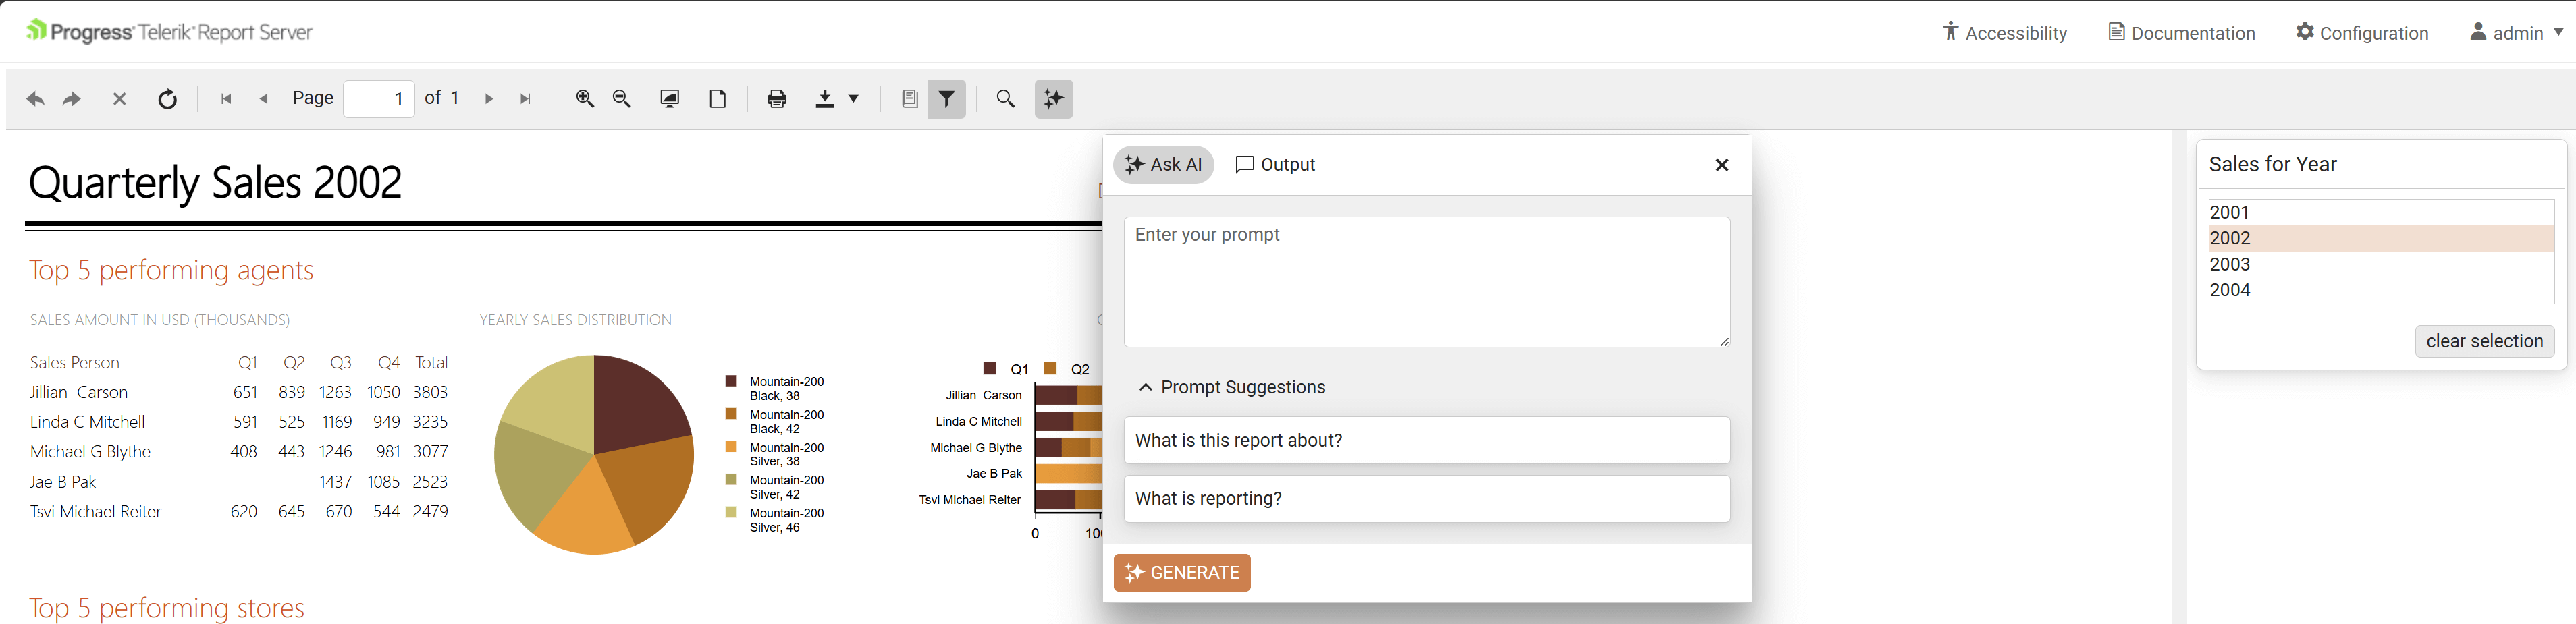 Progress Telerik Report Server
Accessibility
Documentation
Configuration
admin
Page 1 of 1
Quarterly Sales 2002
Top 5 performing agents
SALES AMOUNT IN USD (THOUSANDS)
Sales Person Q1 Q2 Q3 Q4 Total
Jillian Carson 651 839 1263 1050 3803
Linda C Mitchell 591 525 1169 949 3235
Michael G Blythe 408 443 1246 981 3077
Jae B Pak 1437 1085 2523
Tsvi Michael Reiter 620 645 670 544 2479
YEARLY SALES DISTRIBUTION
Mountain-200
Black, 38
Mountain-200
Black, 42
Mountain-200
Silver, 38
Mountain-200
Silver, 42
Mountain-200
Silver, 46
Q1 Q2
Jillian Carson
Linda C Mitchell
Michael G Blythe
Jae B Pak
Tsvi Michael Reiter
0
Top 5 performing stores
Ask AI
Output
Enter your prompt
Prompt Suggestions
What is this report about?
What is reporting?
GENERATE
Sales for Year
2001
2002
2003
2004
clear selection